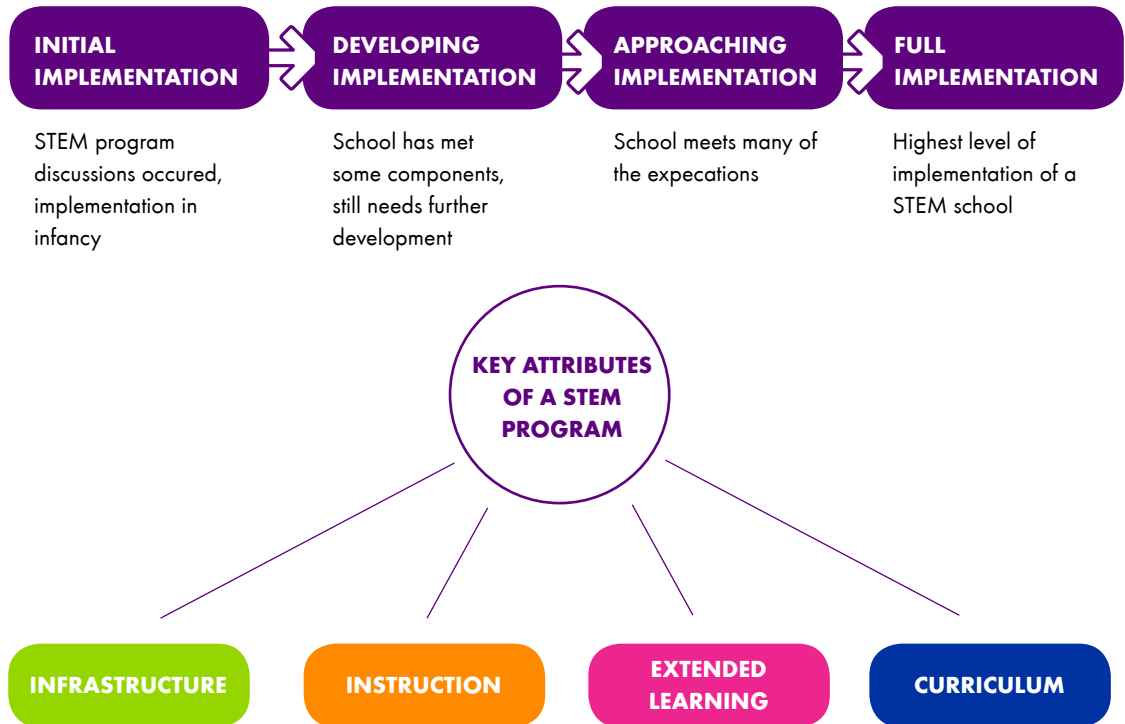 INITIAL
IMPLEMENTATION
DEVELOPING
IMPLEMENTATION
APPROACHING
IMPLEMENTATION
FULL
IMPLEMENTATION
STEM program
discussions occured,
implementation in
infancy
School has met
some components,
still needs further
development
School meets many of
the expecations
Highest level of
implementation of a
STEM school
KEY ATTRIBUTES
OF A STEM
PROGRAM
INFRASTRUCTURE
INSTRUCTION
EXTENDED
LEARNING
CURRICULUM